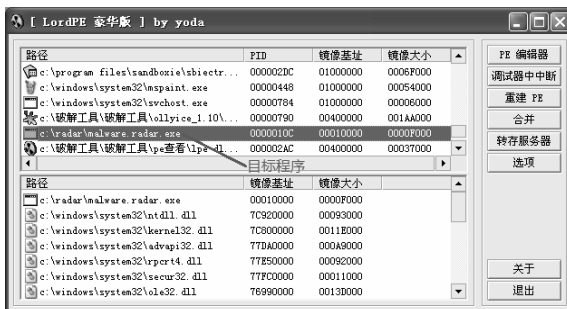 [ LordPE 豪华版 ] by yoda
路径 PID 镜像基址 镜像大小
c:\program files\sandboxie\sbiectr... 000002DC 01000000 0006F000
c:\windows\system32\mspaint.exe 00000448 01000000 00054000
c:\windows\system32\svchost.exe 00000784 01000000 00006000
c:\破解工具\破解工具\ollyice_1.10\... 00000790 00400000 001AA000
c:\radar\malware.radar.exe 0000010C 00010000 0000F000
c:\破解工具\破解工具\pe查看\lpe-dl... 000002AC 00400000 00037000
目标程序
路径 镜像基址 镜像大小
c:\radar\malware.radar.exe 00010000 0000F000
c:\windows\system32\ntdll.dll 7C920000 00093000
c:\windows\system32\kernel32.dll 7C800000 0011E000
c:\windows\system32\advapi32.dll 77DA0000 000A9000
c:\windows\system32\rpcrt4.dll 77E50000 00092000
c:\windows\system32\secur32.dll 77FC0000 00011000
c:\windows\system32\ole32.dll 76990000 0013D000
PE 编辑器
调试器中中断
重建 PE
合并
转存服务器
选项
关于
退出